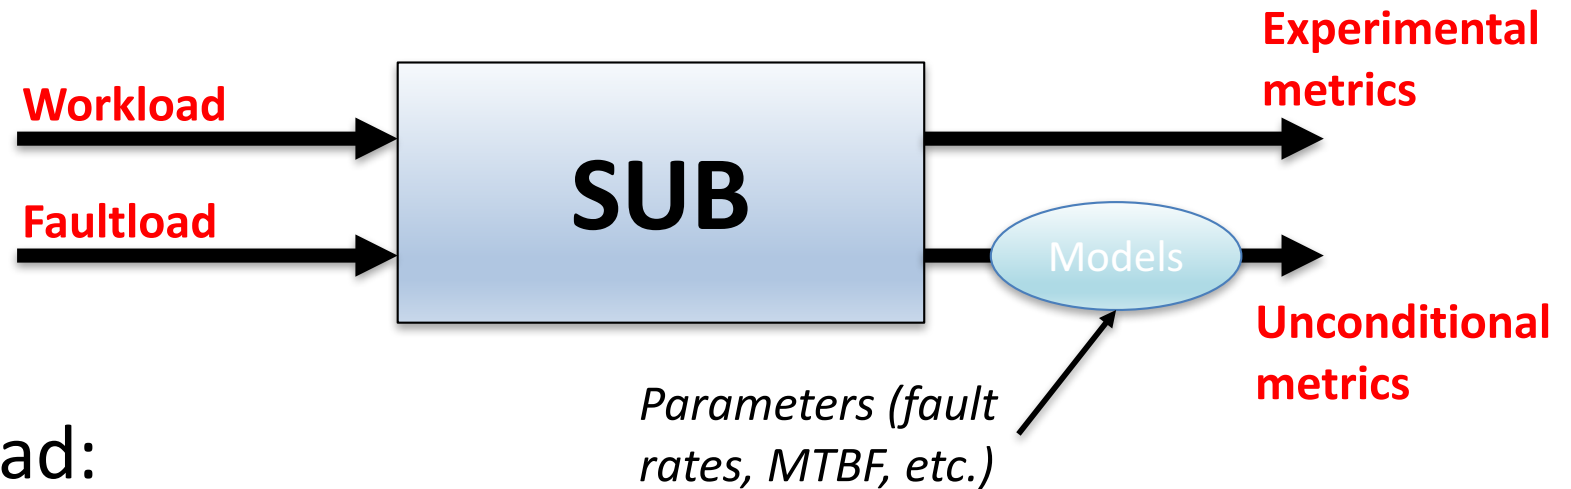 Experimental
metrics
Workload
SUB
Faultload
Models
Unconditional
metrics
Parameters (fault
rates, MTBF, etc.)
ad: